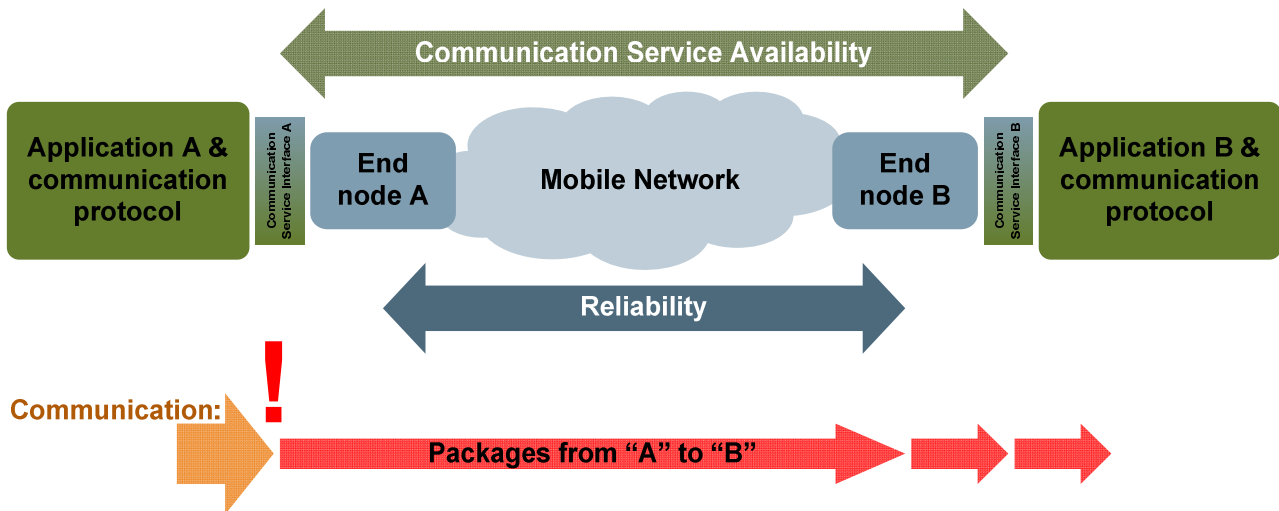 Communication Service Availability
Application A &
communication
protocol
Communication
Service Interface A
End
node A
Mobile Network
End
node B
Communication
Service Interface B
Application B &
communication
protocol
Reliability
!
Communication:
Packages from “A” to “B”